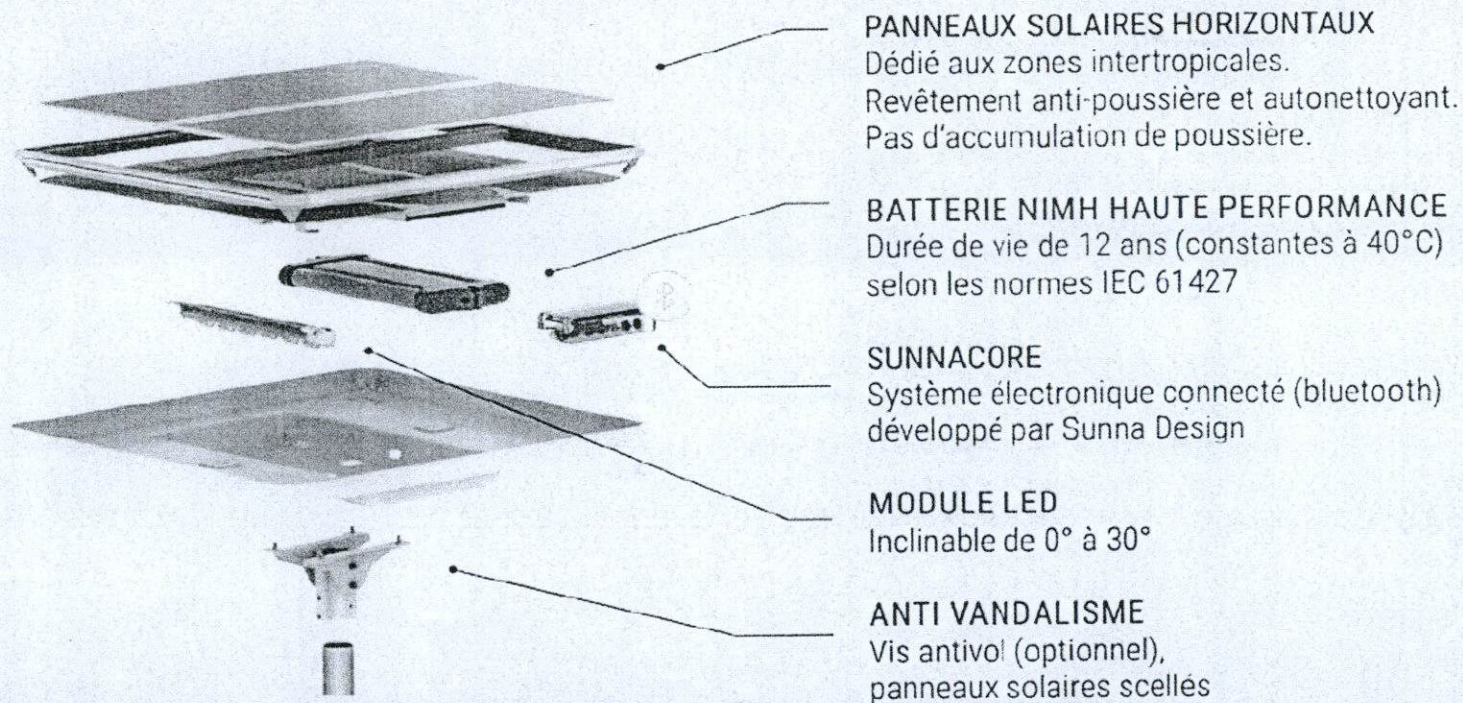 PANNEAUX SOLAIRES HORIZONTAUX
Dédié aux zones intertropicales.
Revêtement anti-poussière et autonettoyant.
Pas d'accumulation de poussière.
BATTERIE NIMH HAUTE PERFORMANCE
Durée de vie de 12 ans (constantes à 40°C)
selon les normes IEC 61427
SUNNACORE
Système électronique connecté (bluetooth)
développé par Sunna Design
MODULE LED
Inclinable de 0° à 30°
ANTI VANDALISME
Vis antivol (optionnel),
panneaux solaires scellés